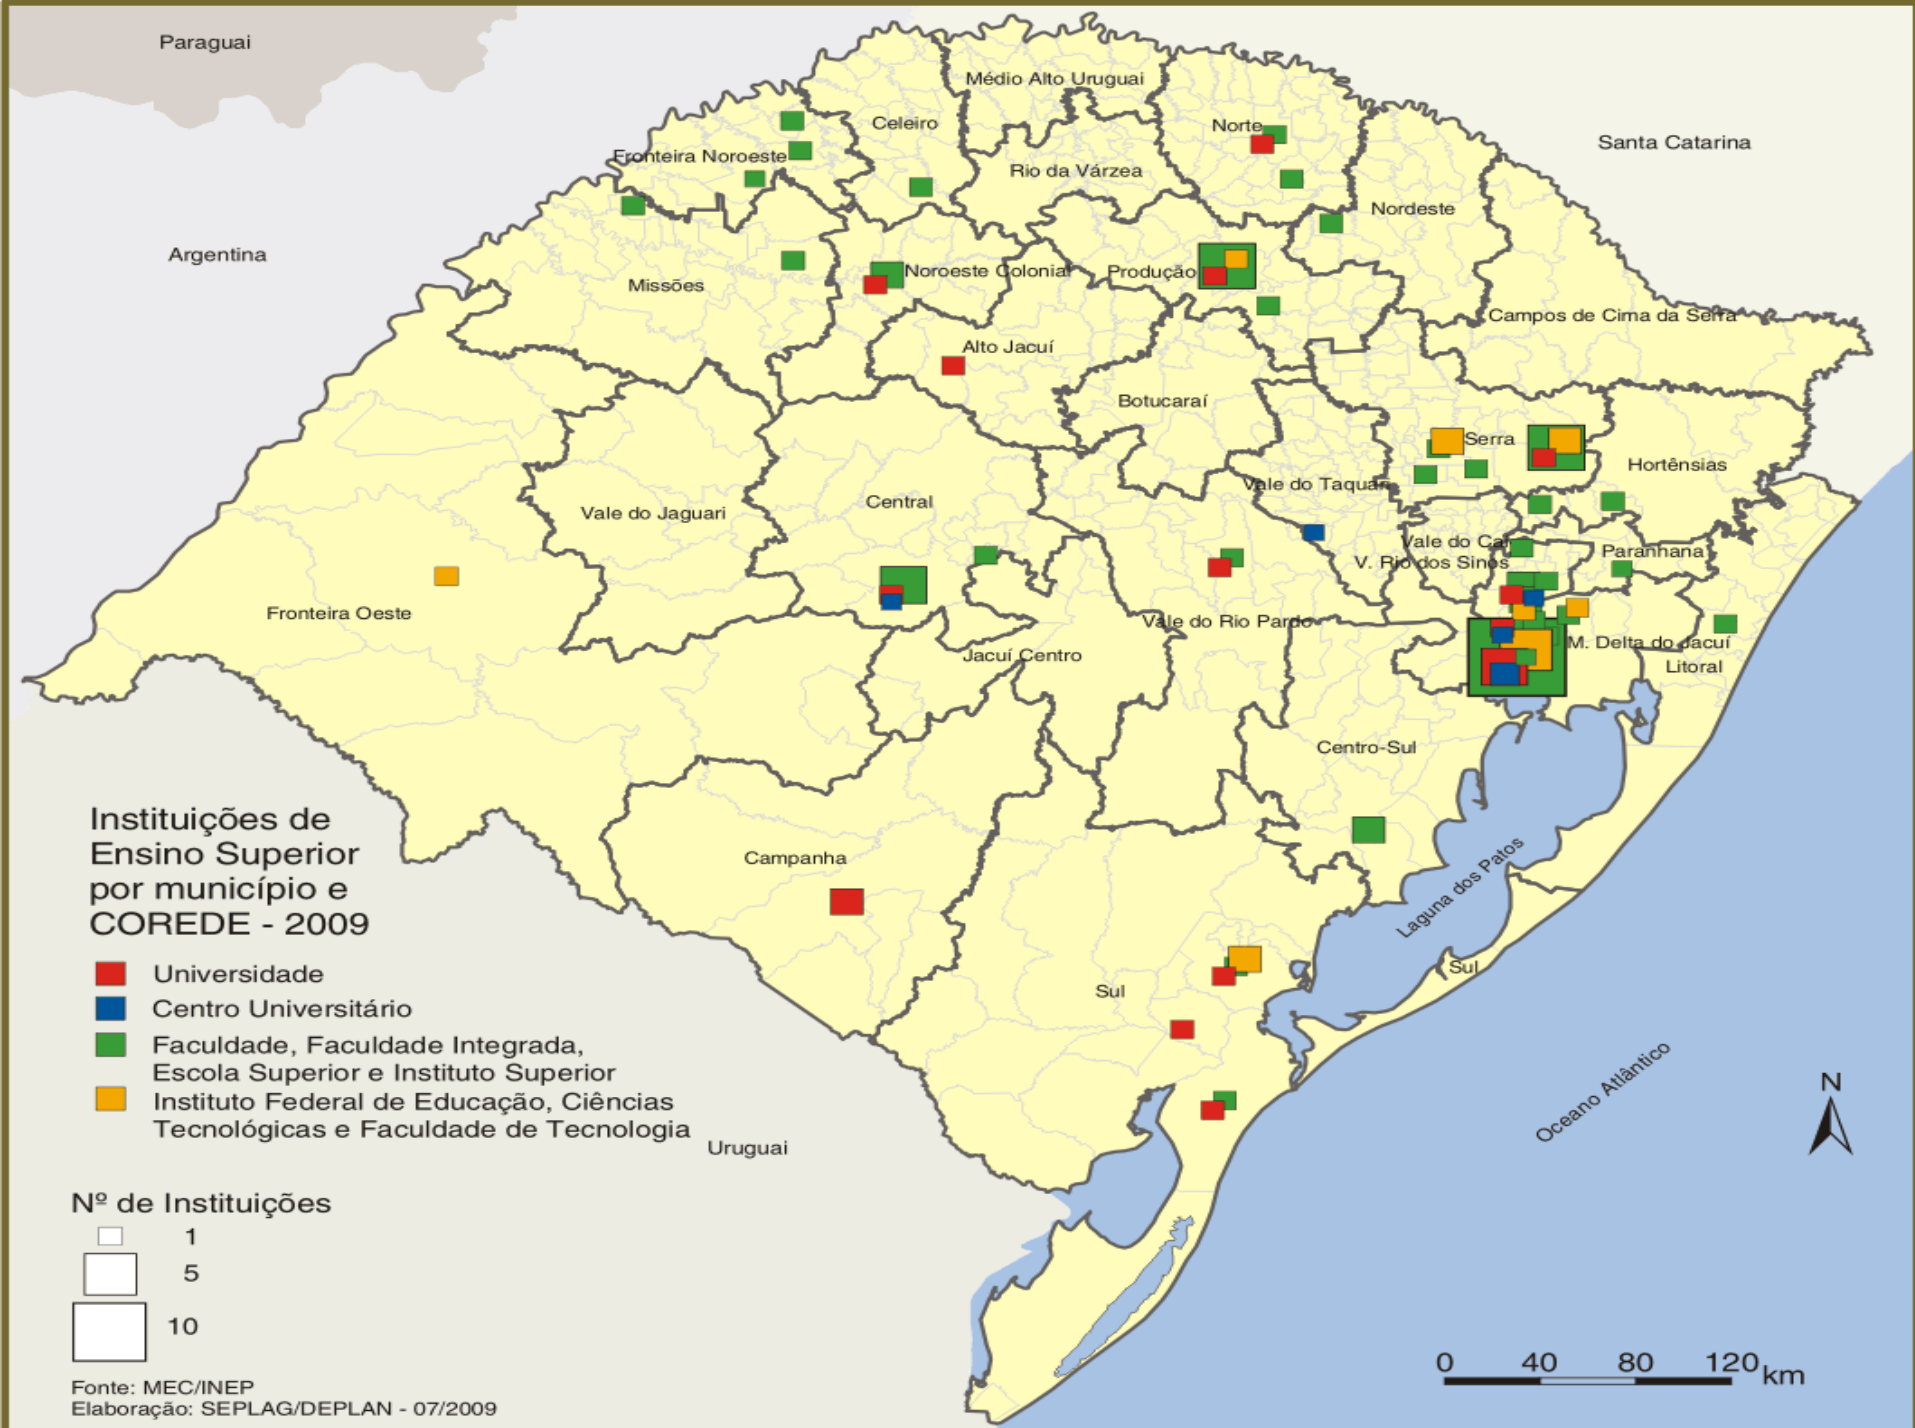 Paraguai
Médio Alto Uruguai
Celeiro
Norte
Santa Catarina
Fronteira Noroeste
Rio da Várzea
Nordeste
Argentina
Missões
Noroeste Colonial
Produção
Campos de Cima da Serra
Alto Jacuí
Botucaraí
Serra
Hortênsias
Vale do Taquari
Central
Vale do Jaguari
Vale do Caí
Paranhana
V. Rio dos Sinos
Fronteira Oeste
Vale do Rio Pardo
M. Delta do Jacuí
Jacuí Centro
Litoral
Centro-Sul
Campanha
Laguna dos Patos
Sul
Sul
Oceano Atlântico
Uruguai
Instituições de
Ensino Superior
por município e
COREDE - 2009
Universidade
Centro Universitário
Faculdade, Faculdade Integrada,
Escola Superior e Instituto Superior
Instituto Federal de Educação, Ciências
Tecnológicas e Faculdade de Tecnologia
Nº de Instituições
1
5
10
Fonte: MEC/INEP
Elaboração: SEPLAG/DEPLAN - 07/2009
N
0 40 80 120 km